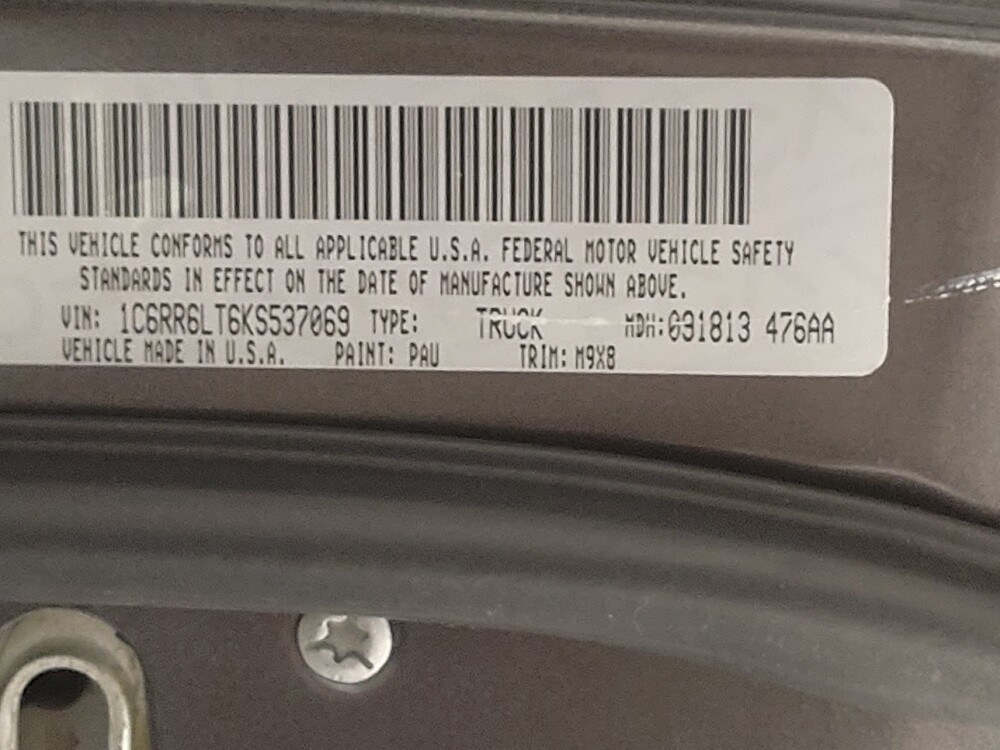 THIS VEHICLE CONFORMS TO ALL APPLICABLE U.S.A. FEDERAL MOTOR VEHICLE SAFETY
STANDARDS IN EFFECT ON THE DATE OF MANUFACTURE SHOWN ABOVE.
VIN: 1C6RR6LT6KS537069 TYPE: TRUCK MDH:031813 476AA
VEHICLE MADE IN U.S.A. PAINT: PAU TRIM: M9X8